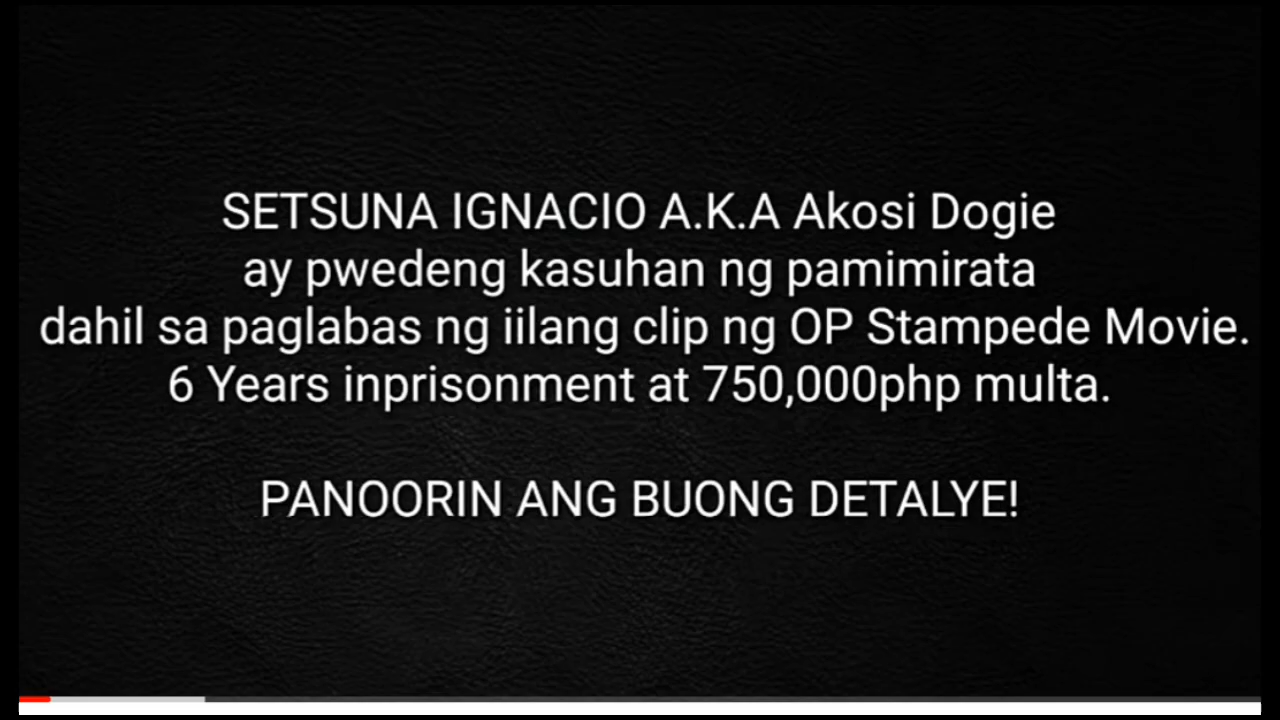 SETSUNA IGNACIO A.K.A Akosi Dogie
ay pwedeng kasuhan ng pamimirata
dahil sa paglabas ng iilang clip ng OP Stampede Movie.
6 Years inprisonment at 750,000php multa.
PANOORIN ANG BUONG DETALYE!